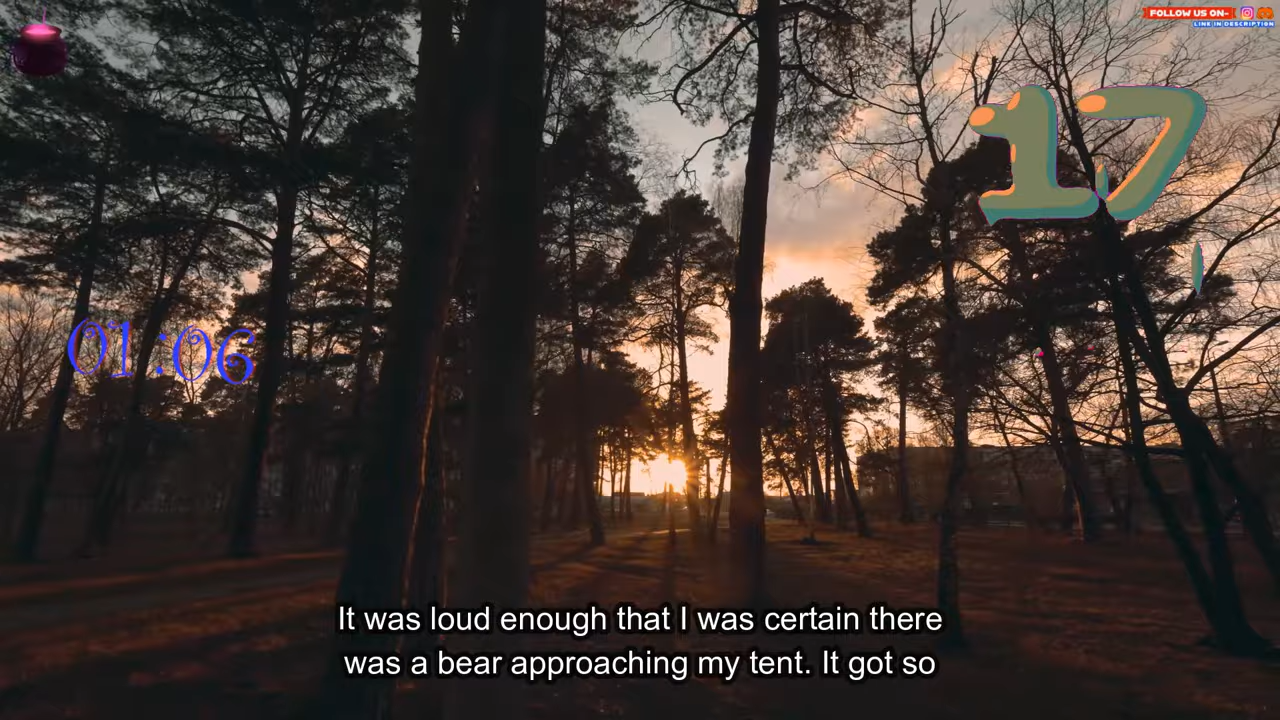 FOLLOW US ON-
LINK IN DESCRIPTION
17
01:06
It was loud enough that I was certain there
was a bear approaching my tent. It got so